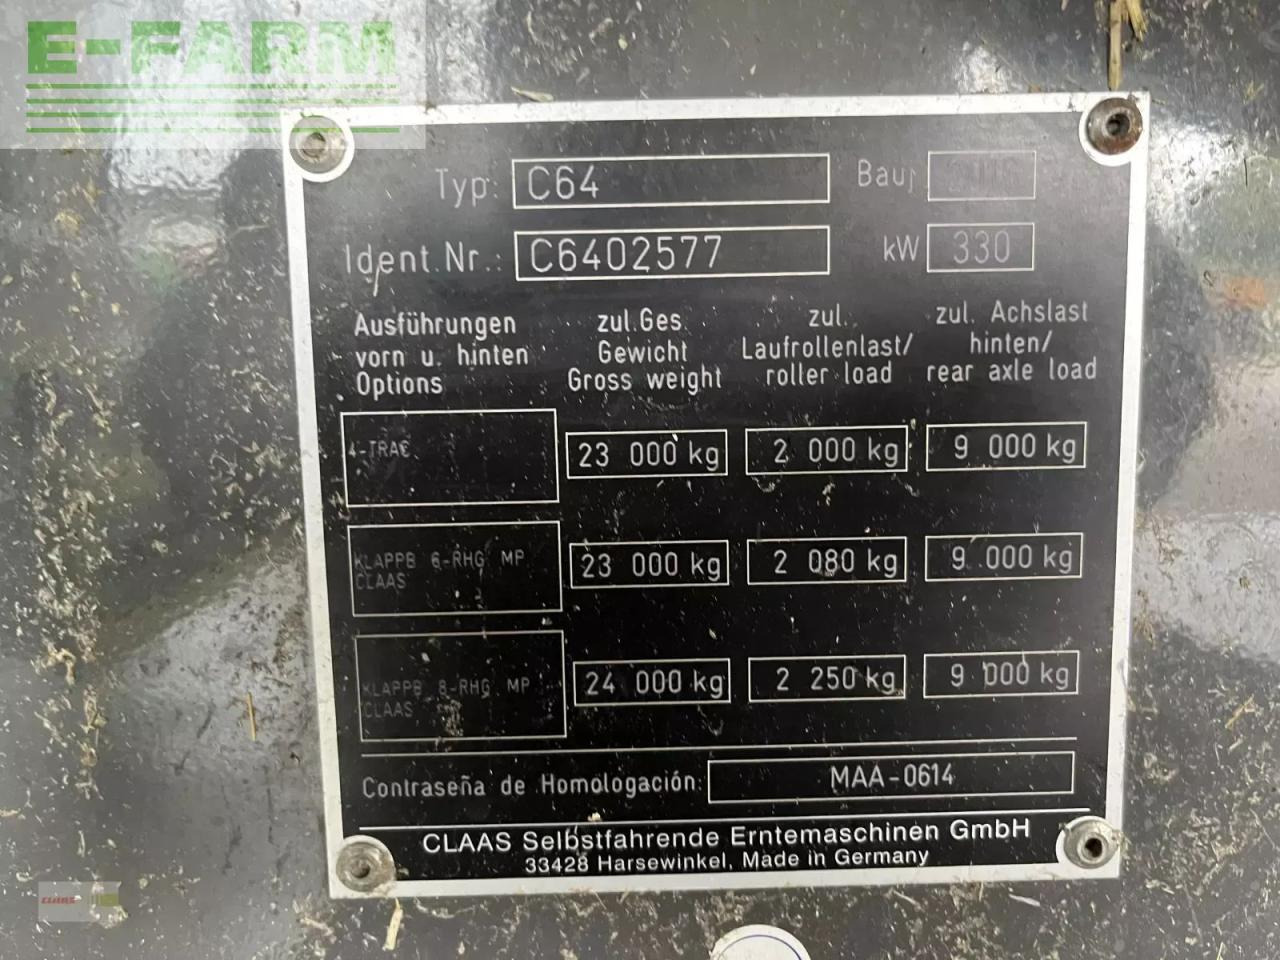 E-FARM
Typ: C64 Bauj
Ident.Nr.: C6402577 kW 330
Ausführungen
vorn u. hinten
Options
zul.Ges.
Gewicht
Gross weight
zul.
Laufrollenlast/
roller load
zul. Achslast
hinten/
rear axle load
4-TRAC 23 000 kg 2 000 kg 9 000 kg
KLAPPB 6-RHG MP
CLAAS
23 000 kg 2 080 kg 9 000 kg
KLAPPB 8-RHG MP
CLAAS
24 000 kg 2 250 kg 9 000 kg
Contraseña de Homologación: MAA-0614
CLAAS Selbstfahrende Erntemaschinen GmbH
33428 Harsewinkel, Made in Germany
CLAAS